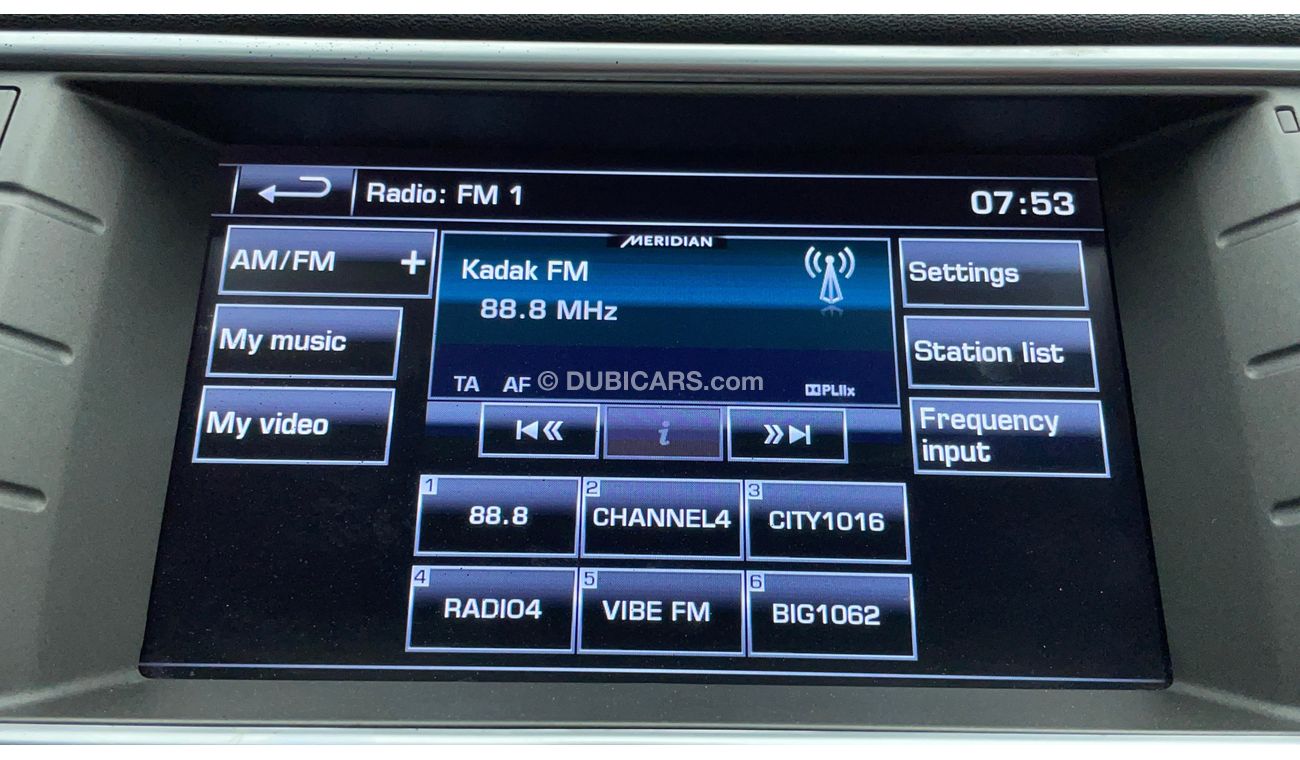 Radio: FM 1
07:53
AM/FM +
MERIDIAN
Kadak FM
88.8 MHz
Settings
My music
Station list
TA AF
© DUBICARS.com
PLIIx
My video
Frequency
input
i
1
88.8
2
CHANNEL4
3
CITY1016
4
RADIO4
5
VIBE FM
6
BIG1062